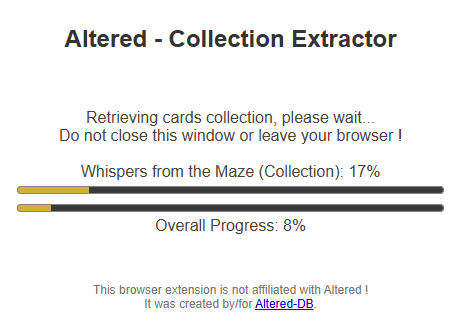 Altered - Collection Extractor
Retrieving cards collection, please wait...
Do not close this window or leave your browser !
Whispers from the Maze (Collection): 17%
Overall Progress: 8%
This browser extension is not affiliated with Altered !
It was created by/for Altered-DB.